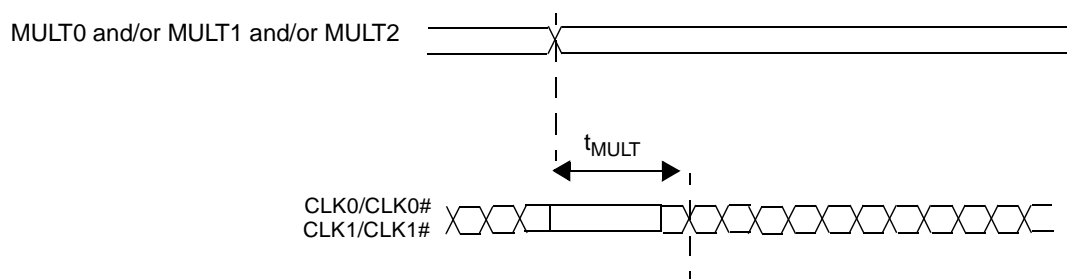 MULT0 and/or MULT1 and/or MULT2
tMULT
CLK0/CLK0#
CLK1/CLK1#